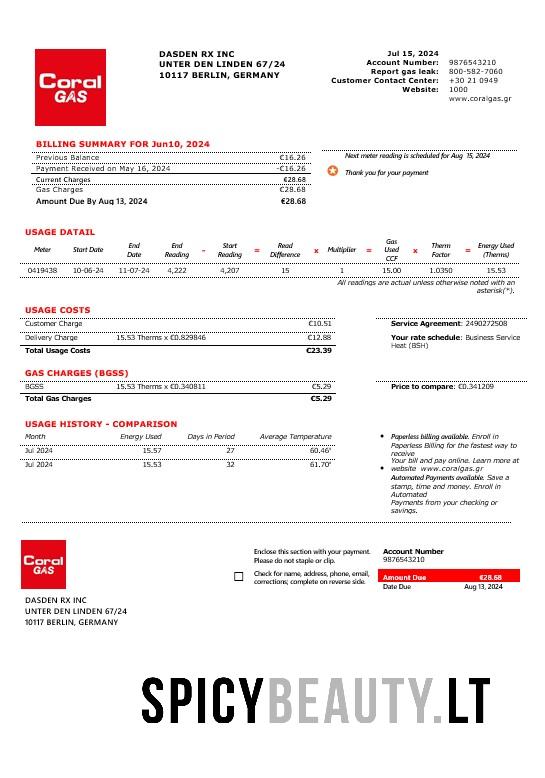 Coral
GAS
DASDEN RX INC
UNTER DEN LINDEN 67/24
10117 BERLIN, GERMANY
Jul 15, 2024
Account Number: 9876543210
Report gas leak: 800-582-7060
Customer Contact Center: +30 21 0949
Website: 1000
www.coralgas.gr
BILLING SUMMARY FOR Jun10, 2024
Previous Balance €16.26
Payment Received on May 16, 2024 -€16.26
Current Charges €28.68
Gas Charges €28.68
Amount Due By Aug 13, 2024 €28.68
Next meter reading is scheduled for Aug 15, 2024
Thank you for your payment
USAGE DATAIL
Meter Start Date End Date End Reading - Start Reading = Read Difference x Multiplier = Gas Used CCF x Therm Factor = Energy Used (Therms)
0419438 10-06-24 11-07-24 4,222 4,207 15 1 15.00 1.0350 15.53
All readings are actual unless otherwise noted with an
asterisk(*).
USAGE COSTS
Customer Charge €10.51
Delivery Charge 15.53 Therms x €0.829846 €12.88
Total Usage Costs €23.39
Service Agreement: 2490272508
Your rate schedule: Business Service
Heat (BSH)
GAS CHARGES (BGSS)
BGSS 15.53 Therms x €0.340811 €5.29
Total Gas Charges €5.29
Price to compare: €0.341209
USAGE HISTORY - COMPARISON
Month Energy Used Days in Period Average Temperature
Jul 2024 15.57 27 60.46°
Jul 2024 15.53 32 61.70°
• Paperless billing available. Enroll in
Paperless Billing for the fastest way to
receive
Your bill and pay online. Learn more at
• website www.coralgas.gr
Automated Payments available. Save a
stamp, time and money. Enroll in
Automated
Payments from your checking or
savings.
Coral
GAS
DASDEN RX INC
UNTER DEN LINDEN 67/24
10117 BERLIN, GERMANY
Enclose this section with your payment.
Please do not staple or clip.
Check for name, address, phone, email,
corrections; complete on reverse side.
Account Number
9876543210
Amount Due €28.68
Date Due Aug 13, 2024
SPICYBEAUTY.LT